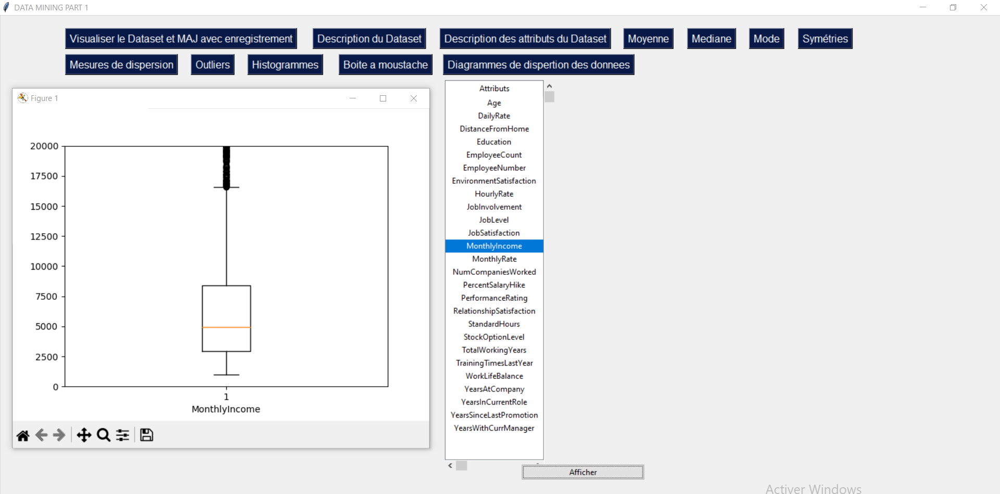 DATA MINING PART 1
Visualiser le Dataset et MAJ avec enregistrement
Description du Dataset
Description des attributs du Dataset
Moyenne
Mediane
Mode
Symétries
Mesures de dispersion
Outliers
Histogrammes
Boite a moustache
Diagrammes de dispertion des donnees
Figure 1
20000
17500
15000
12500
10000
7500
5000
2500
0
1
MonthlyIncome
Attributs
Age
DailyRate
DistanceFromHome
Education
EmployeeCount
EmployeeNumber
EnvironmentSatisfaction
HourlyRate
JobInvolvement
JobLevel
JobSatisfaction
MonthlyIncome
MonthlyRate
NumCompaniesWorked
PercentSalaryHike
PerformanceRating
RelationshipSatisfaction
StandardHours
StockOptionLevel
TotalWorkingYears
TrainingTimesLastYear
WorkLifeBalance
YearsAtCompany
YearsInCurrentRole
YearsSinceLastPromotion
YearsWithCurrManager
Afficher
Activer Windows